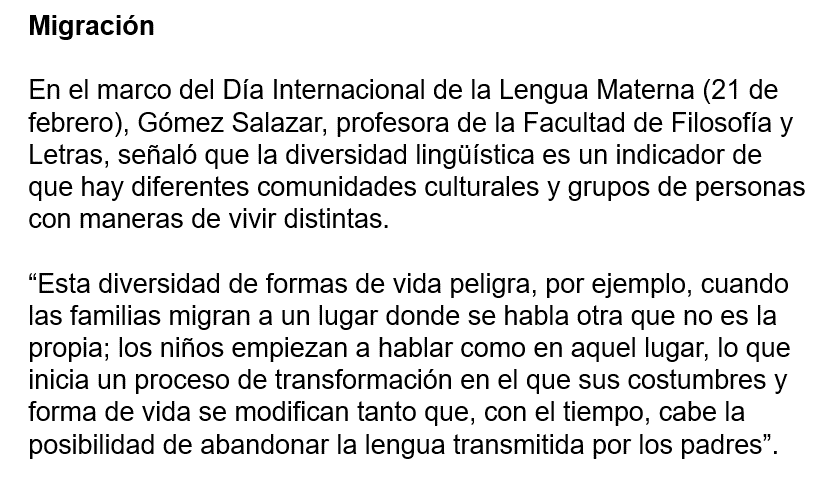 Migración
En el marco del Día Internacional de la Lengua Materna (21 de
febrero), Gómez Salazar, profesora de la Facultad de Filosofía y
Letras, señaló que la diversidad lingüística es un indicador de
que hay diferentes comunidades culturales y grupos de personas
con maneras de vivir distintas.
“Esta diversidad de formas de vida peligra, por ejemplo, cuando
las familias migran a un lugar donde se habla otra que no es la
propia; los niños empiezan a hablar como en aquel lugar, lo que
inicia un proceso de transformación en el que sus costumbres y
forma de vida se modifican tanto que, con el tiempo, cabe la
posibilidad de abandonar la lengua transmitida por los padres”.